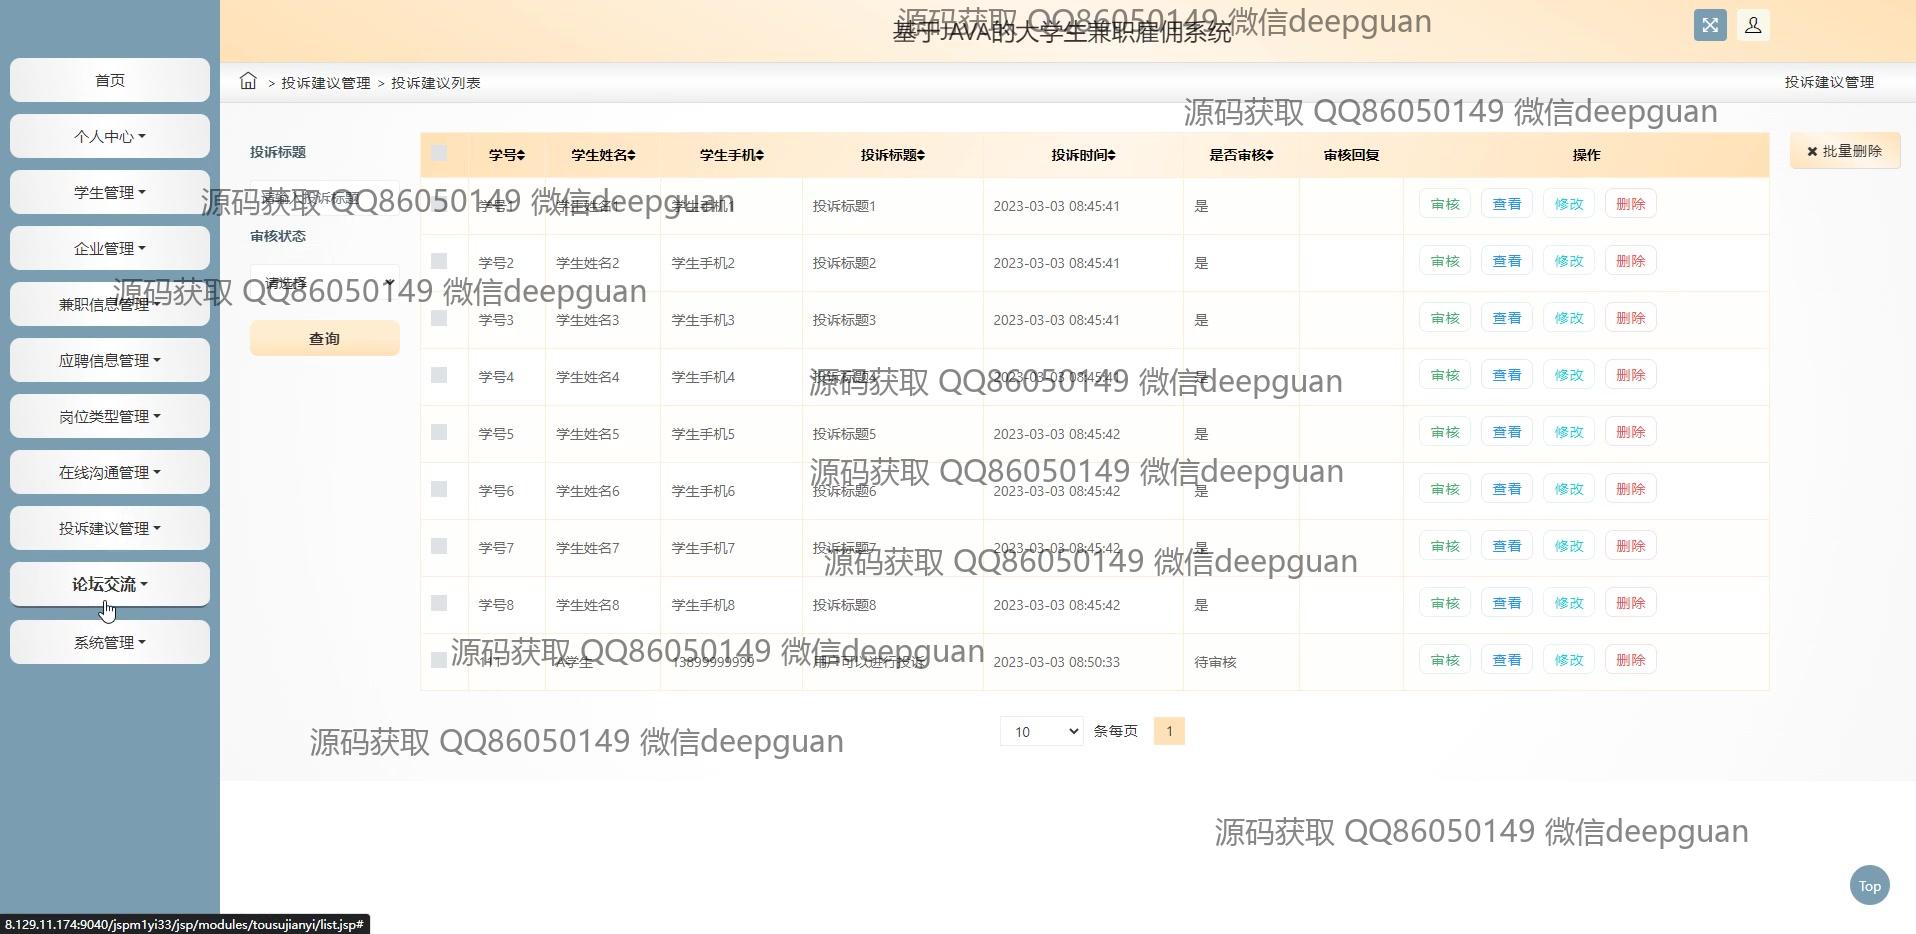 基于JAVA的大学生兼职雇佣系统
源码获取 QQ86050149 微信deepguan
首页
个人中心
学生管理
企业管理
兼职信息管理
应聘信息管理
岗位类型管理
在线沟通管理
投诉建议管理
论坛交流
系统管理
> 投诉建议管理 > 投诉建议列表
投诉建议管理
源码获取 QQ86050149 微信deepguan
投诉标题
请输入投诉标题
审核状态
请选择
查询
批量删除
学号 学生姓名 学生手机 投诉标题 投诉时间 是否审核 审核回复 操作
学号1 学生姓名1 学生手机1 投诉标题1 2023-03-03 08:45:41 是 审核 查看 修改 删除
源码获取 QQ86050149 微信deepguan
学号2 学生姓名2 学生手机2 投诉标题2 2023-03-03 08:45:41 是 审核 查看 修改 删除
源码获取 QQ86050149 微信deepguan
学号3 学生姓名3 学生手机3 投诉标题3 2023-03-03 08:45:41 是 审核 查看 修改 删除
学号4 学生姓名4 学生手机4 投诉标题4 2023-03-03 08:45:41 是 审核 查看 修改 删除
源码获取 QQ86050149 微信deepguan
学号5 学生姓名5 学生手机5 投诉标题5 2023-03-03 08:45:42 是 审核 查看 修改 删除
源码获取 QQ86050149 微信deepguan
学号6 学生姓名6 学生手机6 投诉标题6 2023-03-03 08:45:42 是 审核 查看 修改 删除
学号7 学生姓名7 学生手机7 投诉标题7 2023-03-03 08:45:42 是 审核 查看 修改 删除
源码获取 QQ86050149 微信deepguan
学号8 学生姓名8 学生手机8 投诉标题8 2023-03-03 08:45:42 是 审核 查看 修改 删除
源码获取 QQ86050149 微信deepguan
A学生 13899999999 用户可以进行投诉 2023-03-03 08:50:33 待审核 审核 查看 修改 删除
10 条每页 1
源码获取 QQ86050149 微信deepguan
源码获取 QQ86050149 微信deepguan
Top
8.129.11.174:9040/jspm1yi33/jsp/modules/tousujianyi/list.jsp#